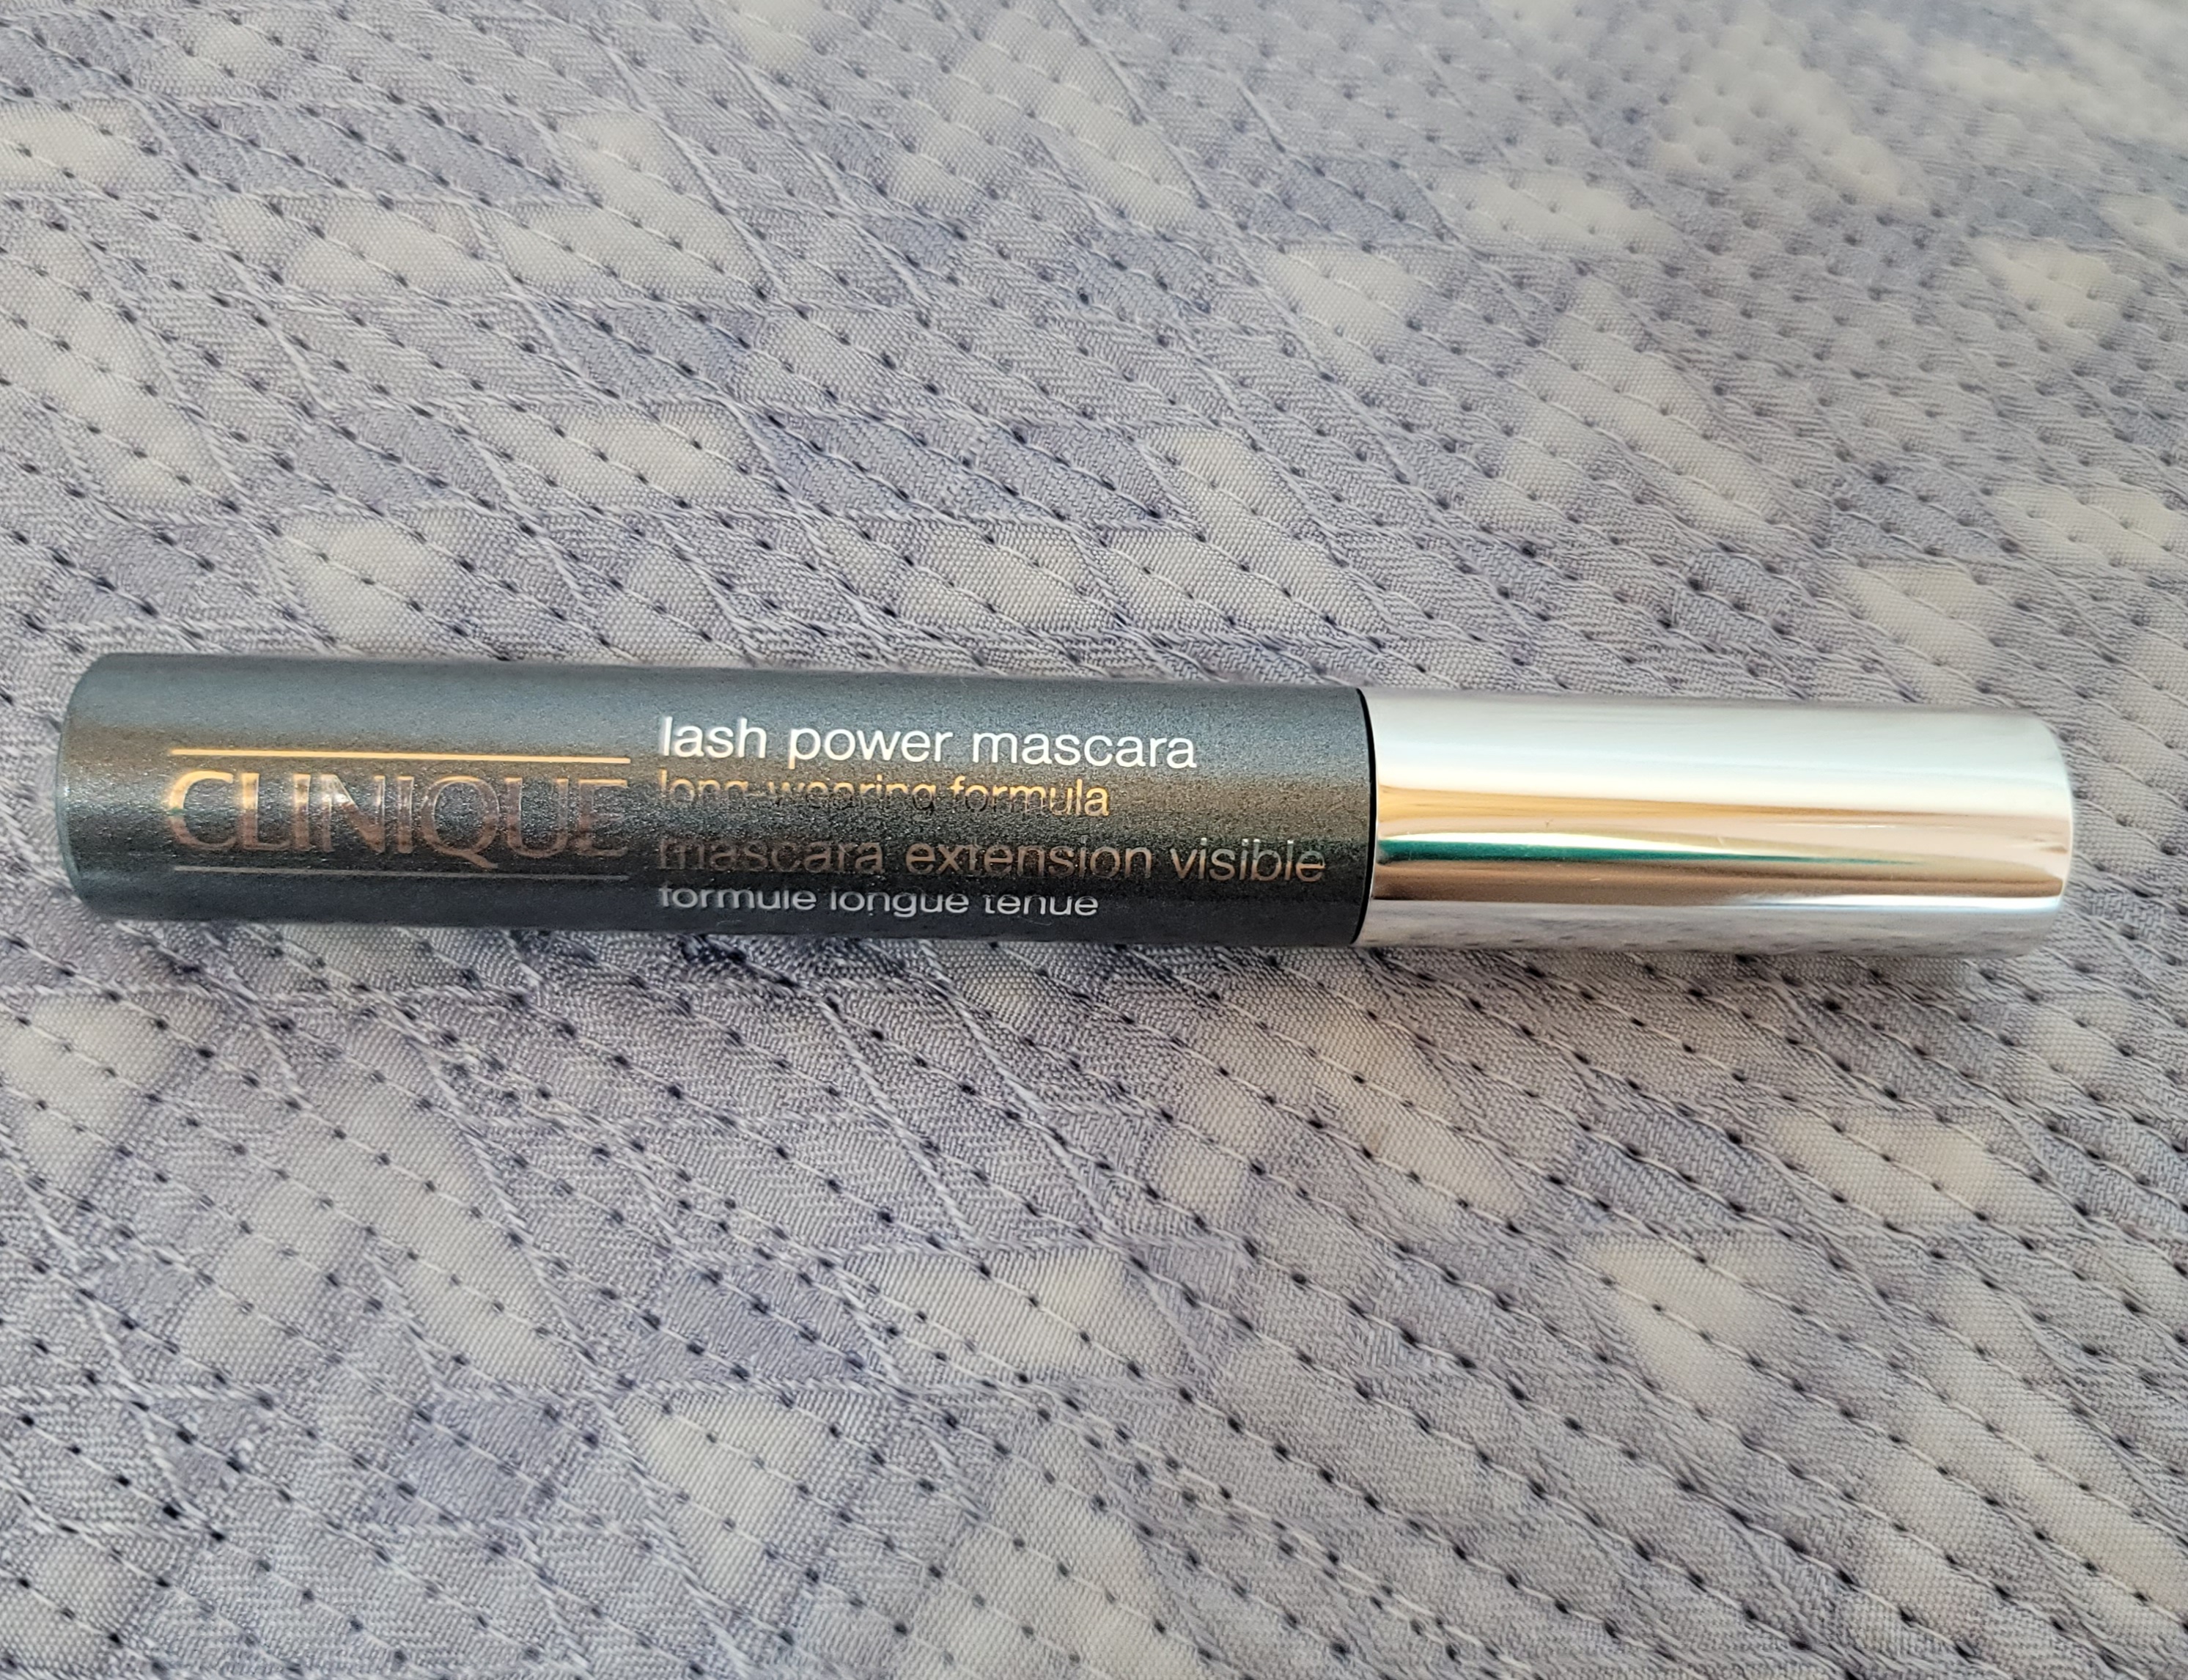 CLINIQUE
lash power mascara
long-wearing formula
mascara extension visible
formule longue tenue